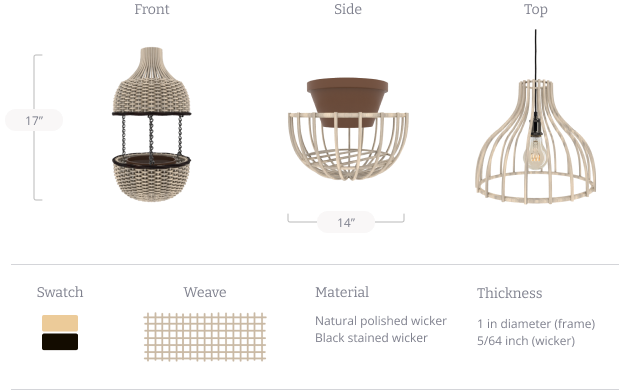 Front
Side
Top
17”
14”
Swatch
Weave
Material
Thickness
Natural polished wicker
Black stained wicker
1 in diameter (frame)
5/64 inch (wicker)